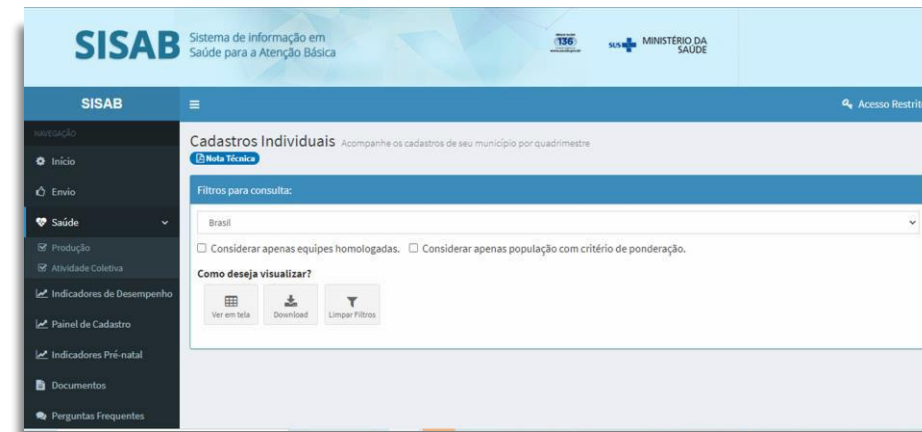 SISAB
Sistema de informação em
Saúde para a Atenção Básica
136
SUS
MINISTÉRIO DA
SAÚDE
SISAB
Acesso Restrit
NAVEGAÇÃO
Cadastros Individuais Acompanhe os cadastros de seu município por quadrimestre
Nota Técnica
Início
Envio
Saúde
Produção
Atividade Coletiva
Indicadores de Desempenho
Painel de Cadastro
Indicadores Pré-natal
Documentos
Perguntas Frequentes
Filtros para consulta:
Brasil
Considerar apenas equipes homologadas. Considerar apenas população com critério de ponderação.
Como deseja visualizar?
Ver em tela Download Limpar Filtros